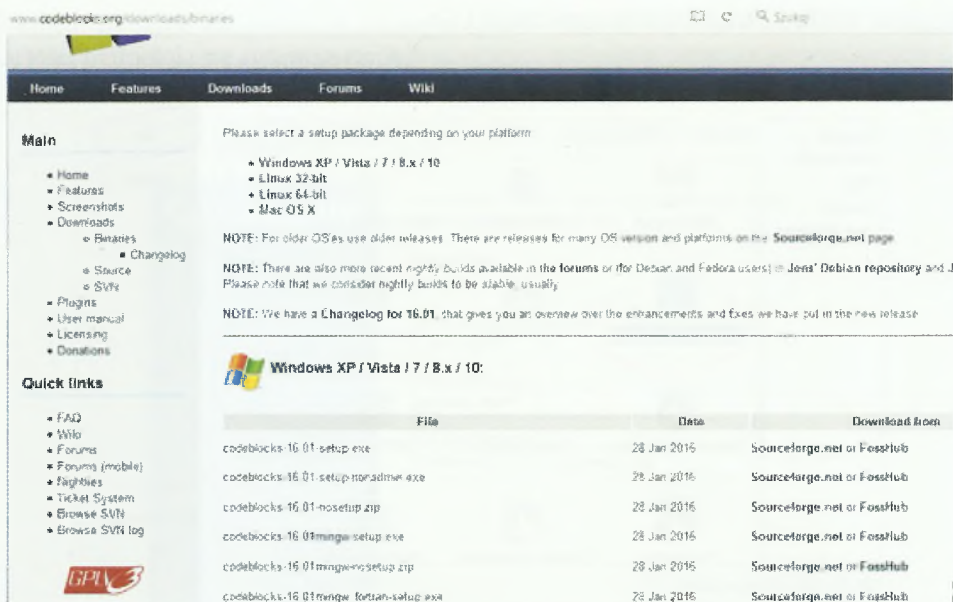 www.codeblocks.org/downloads/binaries
Szukaj
Home Features Downloads Forums Wiki
Main
Home
Features
Screenshots
Downloads
Binaries
Changelog
Source
SVN
Plugins
User manual
Licensing
Donations
Quick links
FAQ
Wiki
Forums
Forums (mobile)
Nightlies
Ticket System
Browse SVN
Browse SVN log
GPLV3
Please select a setup package depending on your platform:
Windows XP / Vista / 7 / 8.x / 10
Linux 32-bit
Linux 64-bit
Mac OS X
NOTE: For older OS'es use older releases. There are releases for many OS version and platforms on the Sourceforge.net page.
NOTE: There are also more recent nightly builds available in the forums or (for Debian and Fedora users) in Jens' Debian repository and J
Please note that we consider nightly builds to be stable, usually.
NOTE: We have a Changelog for 16.01, that gives you an overview over the enhancements and fixes we have put in the new release.
Windows XP / Vista / 7 / 8.x / 10:
File Date Download from
codeblocks-16.01-setup.exe 28 Jan 2016 Sourceforge.net or FossHub
codeblocks-16.01-setup-nonadmin.exe 28 Jan 2016 Sourceforge.net or FossHub
codeblocks-16.01-nosetup.zip 28 Jan 2016 Sourceforge.net or FossHub
codeblocks-16.01mingw-setup.exe 28 Jan 2016 Sourceforge.net or FossHub
codeblocks-16.01mingw-nosetup.zip 28 Jan 2016 Sourceforge.net or FossHub
codeblocks-16.01mingw_fortran-setup.exe 28 Jan 2016 Sourceforge.net or FossHub